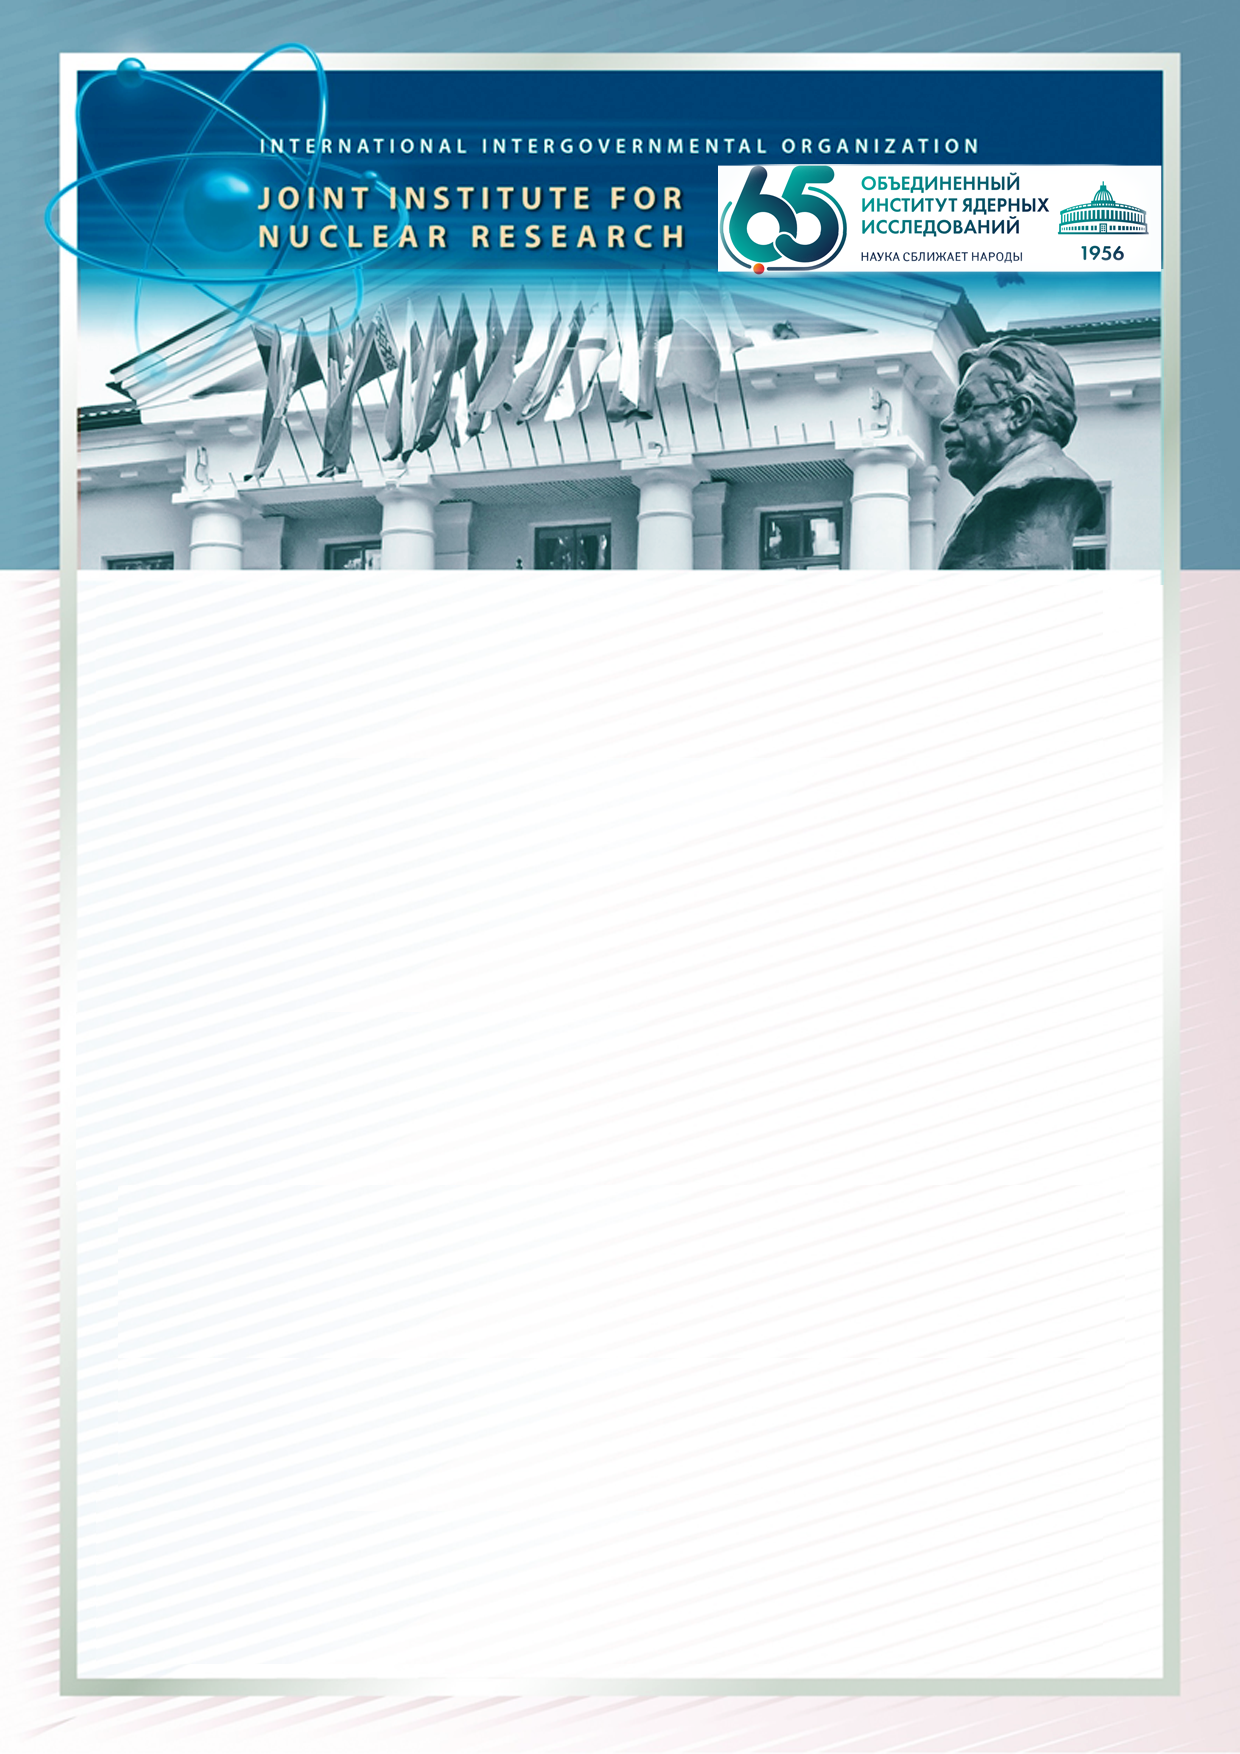 INTERNATIONAL INTERGOVERNMENTAL ORGANIZATION
JOINT INSTITUTE FOR
NUCLEAR RESEARCH
65
ОБЪЕДИНЕННЫЙ
ИНСТИТУТ ЯДЕРНЫХ
ИССЛЕДОВАНИЙ
НАУКА СБЛИЖАЕТ НАРОДЫ
1956